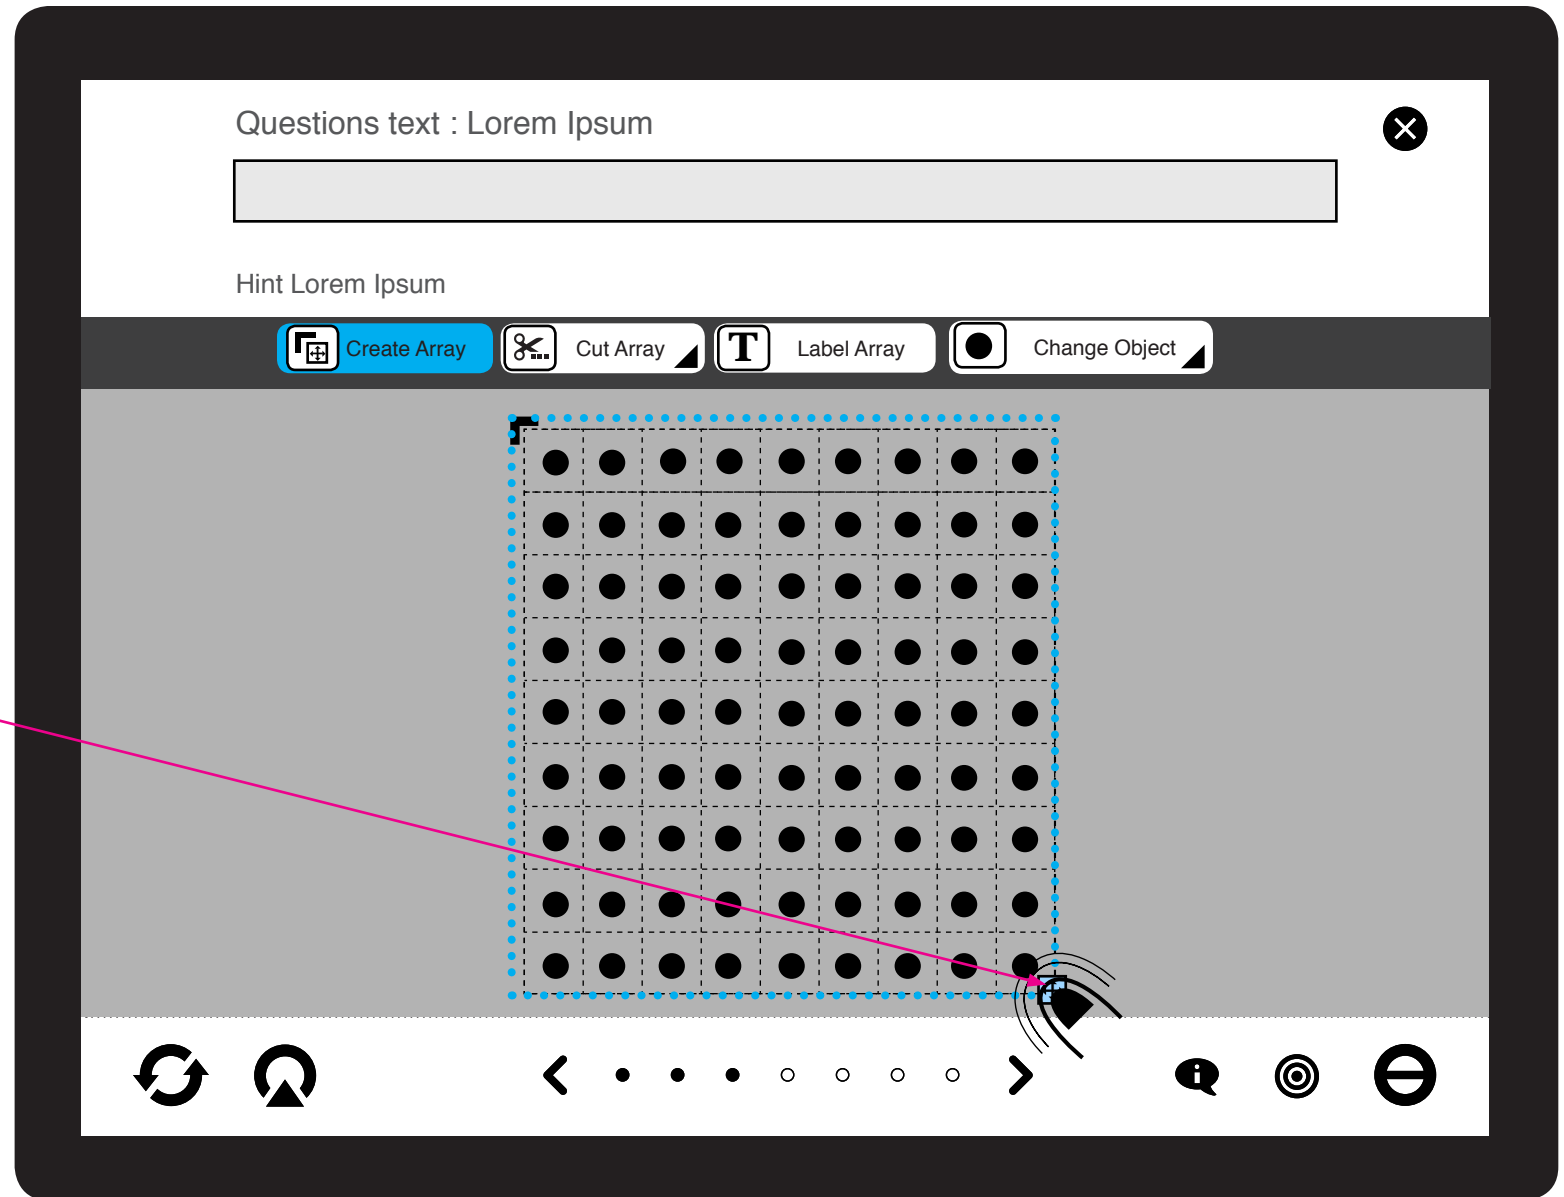 Questions text : Lorem Ipsum
Hint Lorem Ipsum
Create Array
Cut Array
T Label Array
Change Object
i